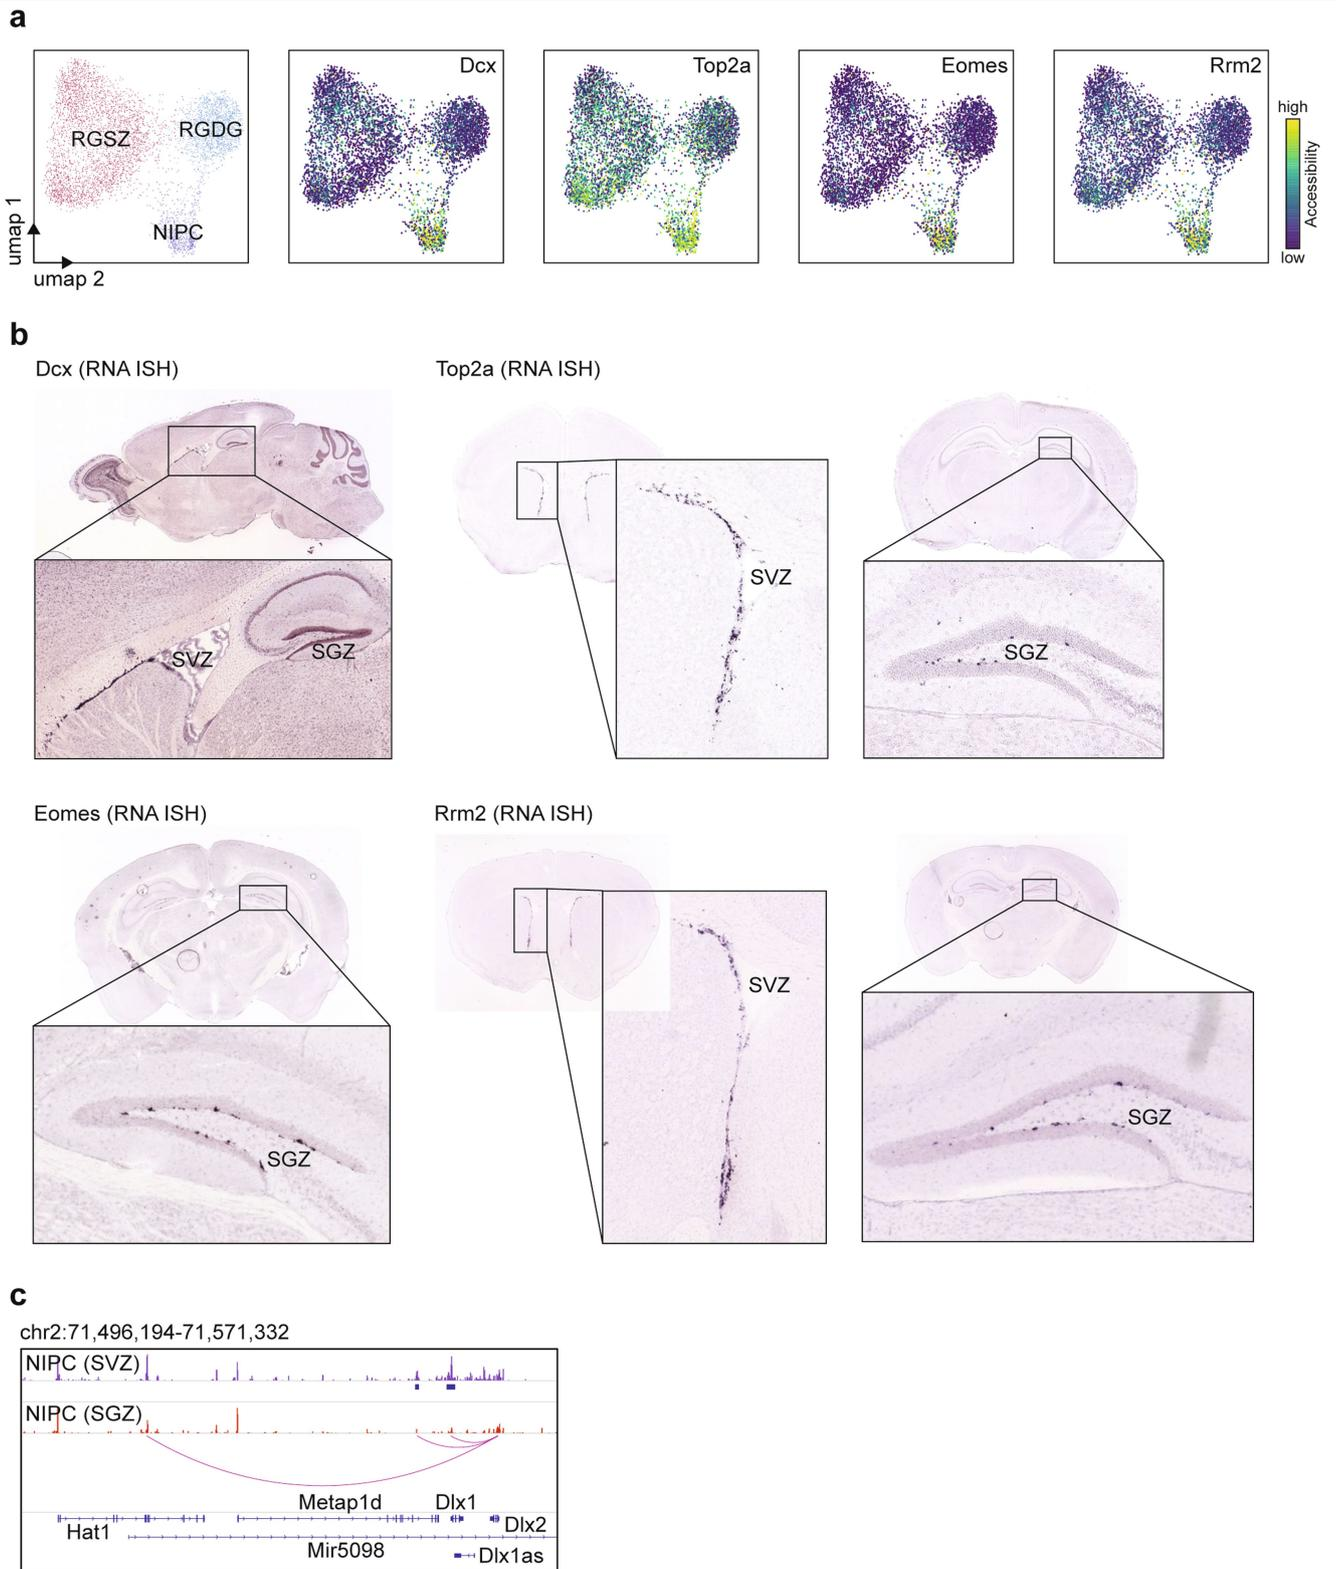 a
Dcx
Top2a
Eomes
Rrm2
RGSZ
RGDG
NIPC
umap 1
umap 2
high
Accessibility
low
b
Dcx (RNA ISH)
SVZ
SGZ
Top2a (RNA ISH)
SVZ
SGZ
Eomes (RNA ISH)
SGZ
Rrm2 (RNA ISH)
SVZ
SGZ
c
chr2:71,496,194-71,571,332
NIPC (SVZ)
NIPC (SGZ)
Metap1d
Dlx1
Hat1
Dlx2
Mir5098
Dlx1as